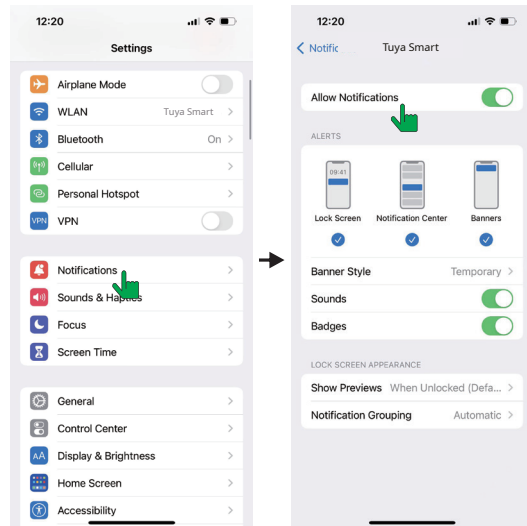 12:20
Settings
Airplane Mode
WLAN Tuya Smart
Bluetooth On
Cellular
Personal Hotspot
VPN VPN
Notifications
Sounds & Haptics
Focus
Screen Time
General
Control Center
AA Display & Brightness
Home Screen
Accessibility
12:20
Notific Tuya Smart
Allow Notifications
ALERTS
09:41
Lock Screen Notification Center Banners
Banner Style Temporary
Sounds
Badges
LOCK SCREEN APPEARANCE
Show Previews When Unlocked (Defa...
Notification Grouping Automatic